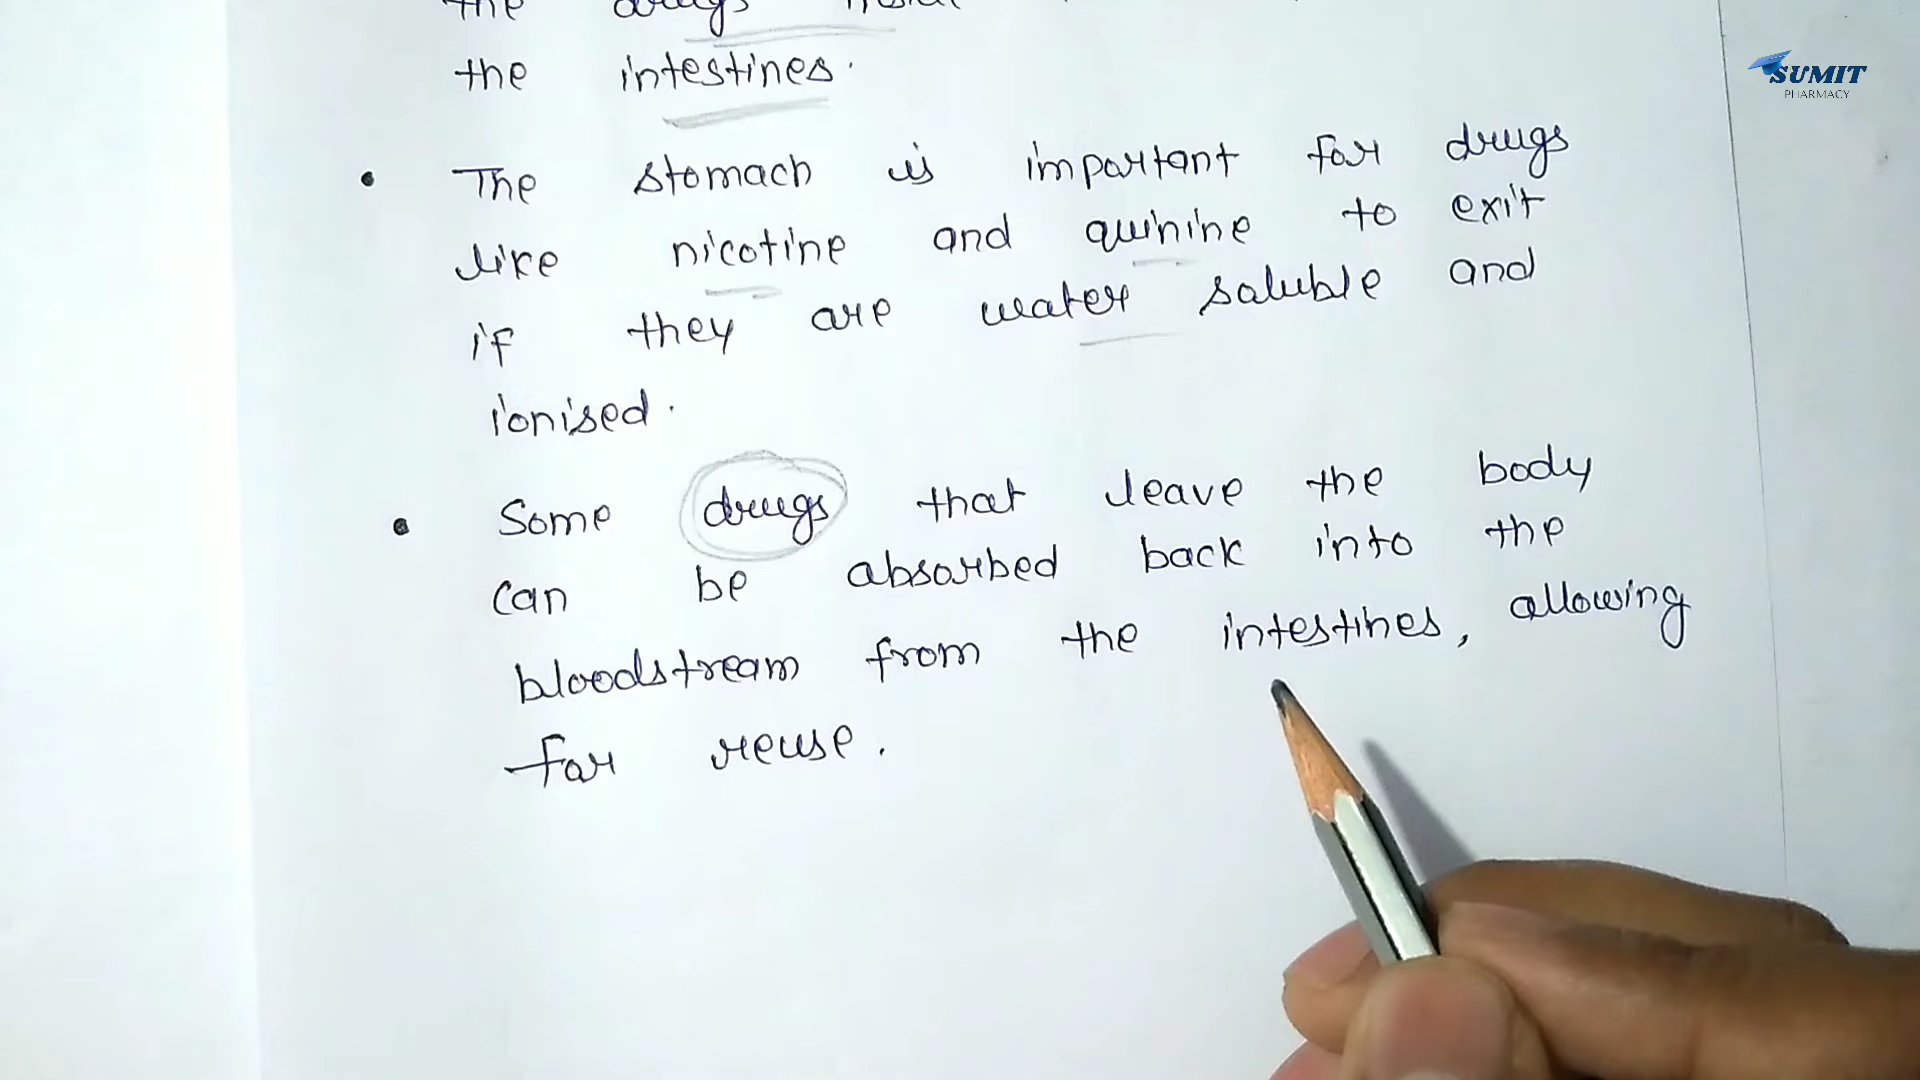 the drugs
the intestines.
SUMIT
PHARMACY
• The stomach is important for drugs
like nicotine and quinine to exit
if they are water soluble and
ionised.
• Some drugs that leave the body
can be absorbed back into the
bloodstream from the intestines, allowing
for reuse.